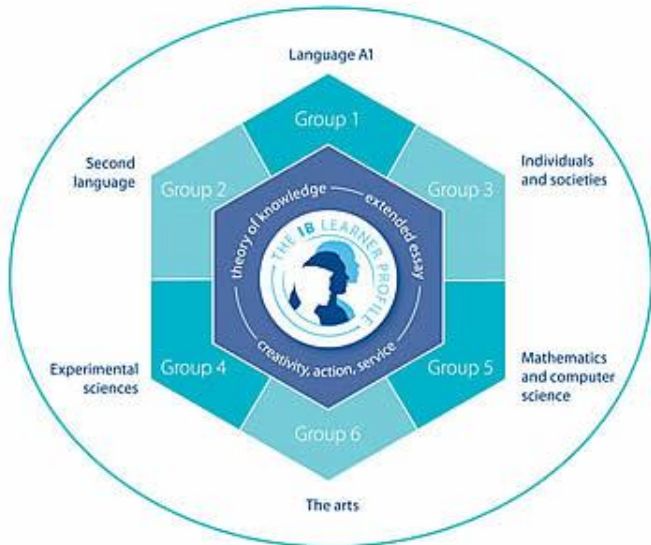 Language A1
Group 1
Second
language
Group 2
Individuals
and societies
Group 3
theory of knowledge
extended essay
THE IB LEARNER PROFILE
creativity, action, service
Experimental
sciences
Group 4
Mathematics
and computer
science
Group 5
Group 6
The arts